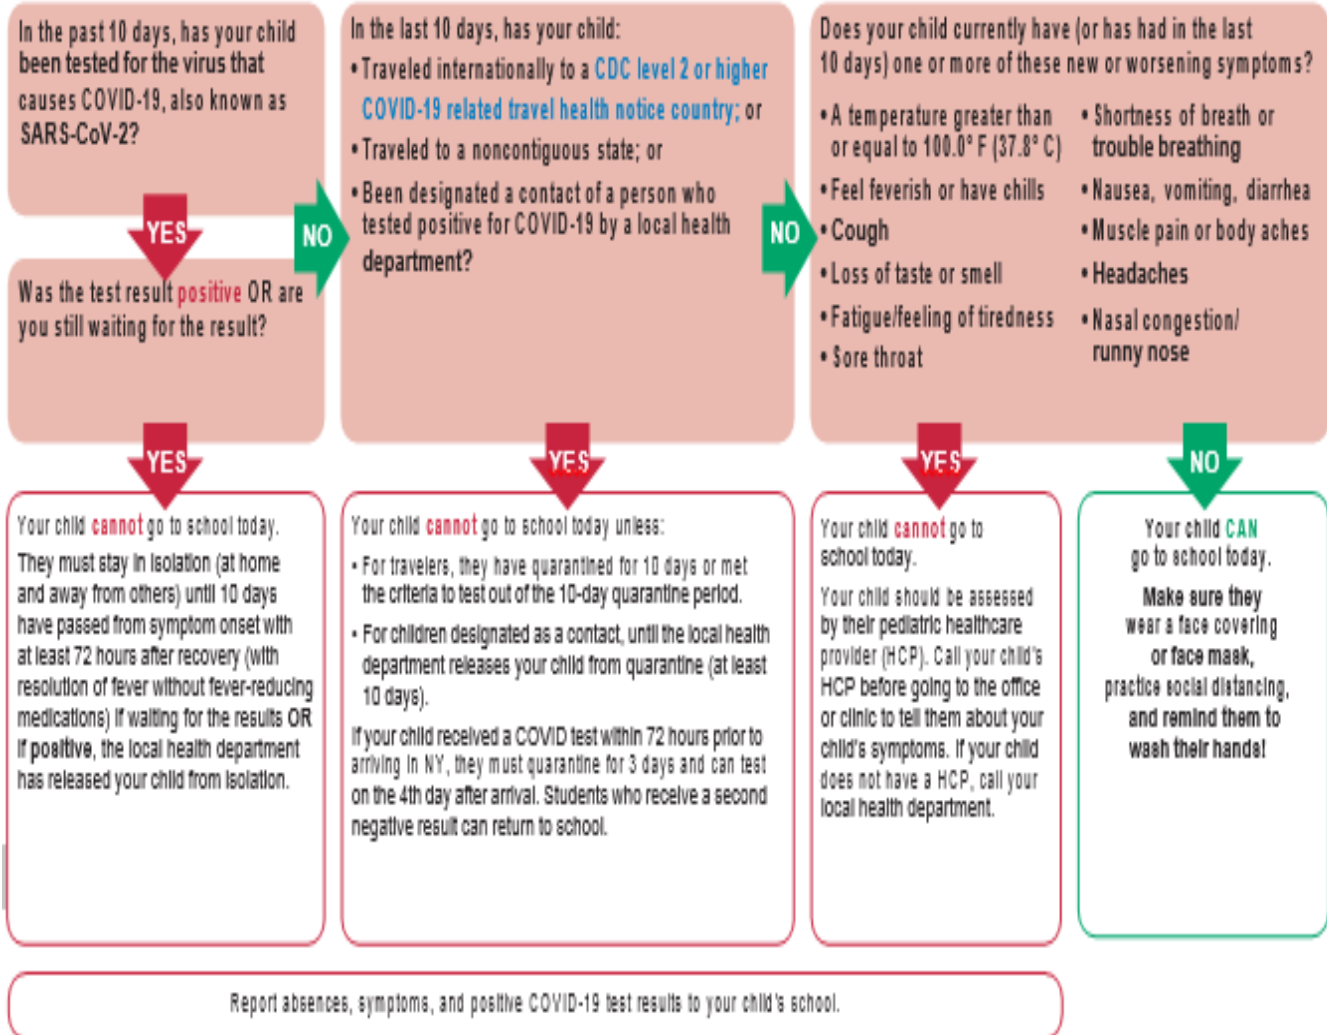 In the past 10 days, has your child
been tested for the virus that
causes COVID-19, also known as
SARS-CoV-2?
YES
NO
Was the test result positive OR are
you still waiting for the result?
YES
Your child cannot go to school today.
They must stay in isolation (at home
and away from others) until 10 days
have passed from symptom onset with
at least 72 hours after recovery (with
resolution of fever without fever-reducing
medications) if waiting for the results OR
if positive, the local health department
has released your child from isolation.
In the last 10 days, has your child:
• Traveled internationally to a CDC level 2 or higher
COVID-19 related travel health notice country; or
• Traveled to a noncontiguous state; or
• Been designated a contact of a person who
tested positive for COVID-19 by a local health
department?
NO
YES
Your child cannot go to school today unless:
• For travelers, they have quarantined for 10 days or met
the criteria to test out of the 10-day quarantine period.
• For children designated as a contact, until the local health
department releases your child from quarantine (at least
10 days).
If your child received a COVID test within 72 hours prior to
arriving in NY, they must quarantine for 3 days and can test
on the 4th day after arrival. Students who receive a second
negative result can return to school.
Does your child currently have (or has had in the last
10 days) one or more of these new or worsening symptoms?
• A temperature greater than
or equal to 100.0° F (37.8° C)
• Feel feverish or have chills
• Cough
• Loss of taste or smell
• Fatigue/feeling of tiredness
• Sore throat
• Shortness of breath or
trouble breathing
• Nausea, vomiting, diarrhea
• Muscle pain or body aches
• Headaches
• Nasal congestion/
runny nose
YES
Your child cannot go to
school today.
Your child should be assessed
by their pediatric healthcare
provider (HCP). Call your child's
HCP before going to the office
or clinic to tell them about your
child's symptoms. If your child
does not have a HCP, call your
local health department.
NO
Your child CAN
go to school today.
Make sure they
wear a face covering
or face mask,
practice social distancing,
and remind them to
wash their hands!
Report absences, symptoms, and positive COVID-19 test results to your child's school.